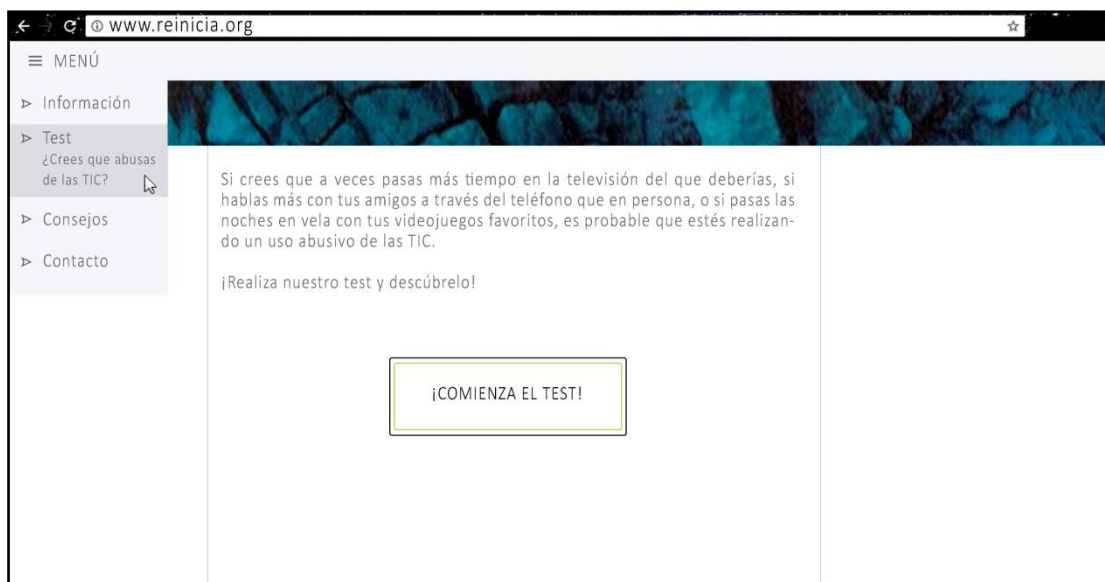 www.reinicia.org
MENÚ
Información
Test
¿Crees que abusas
de las TIC?
Consejos
Contacto
Si crees que a veces pasas más tiempo en la televisión del que deberías, si
hablas más con tus amigos a través del teléfono que en persona, o si pasas las
noches en vela con tus videojuegos favoritos, es probable que estés realizan-
do un uso abusivo de las TIC.
¡Realiza nuestro test y descúbrelo!
¡COMIENZA EL TEST!